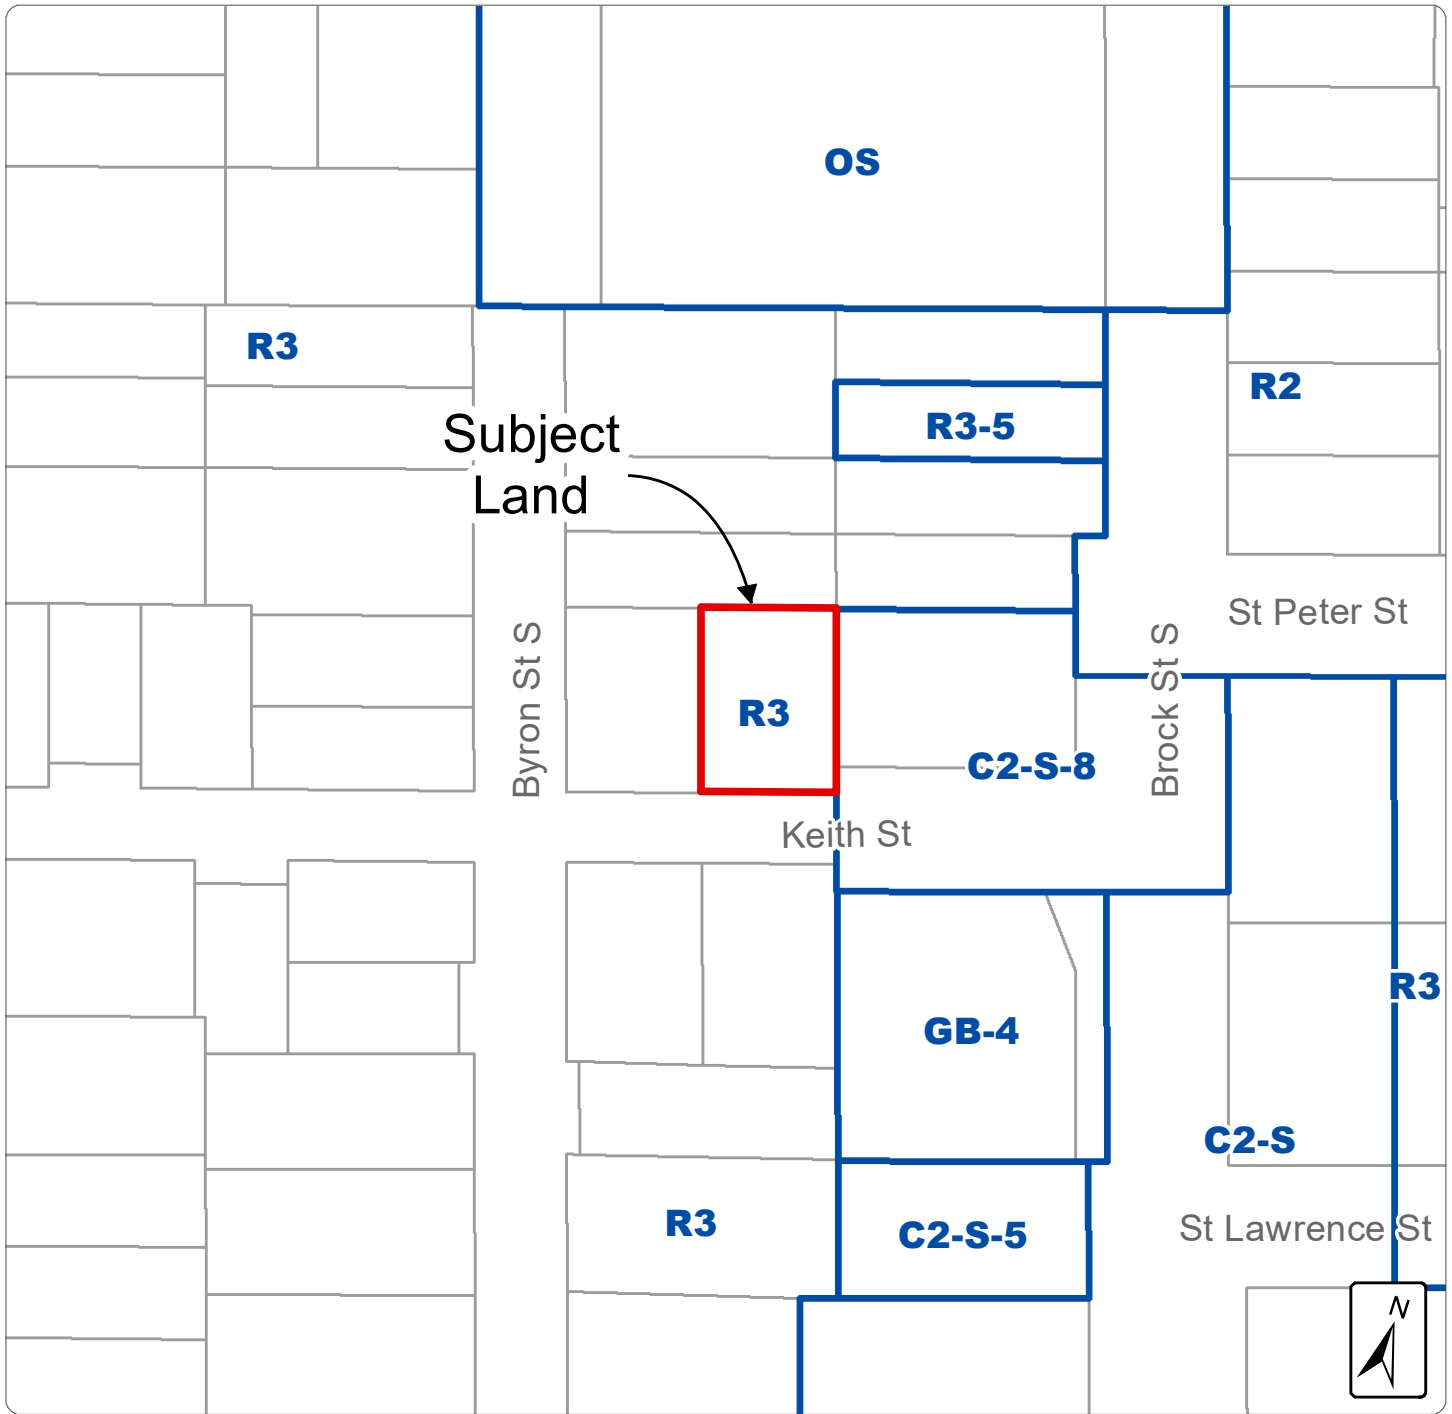 OS
R3
R2
R3-5
Subject
Land
St Peter St
Byron St S
Brock St S
R3
C2-S-8
Keith St
R3
GB-4
C2-S
R3
C2-S-5
St Lawrence St
N